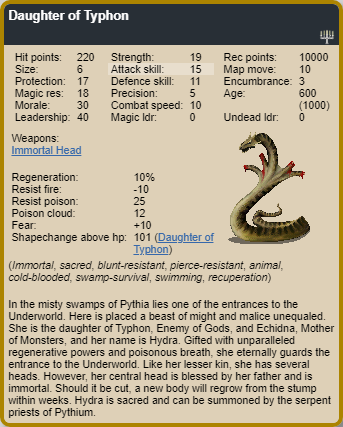 Daughter of Typhon
Hit points: 220 Strength: 19 Rec points: 10000
Size: 6 Attack skill: 15 Map move: 10
Protection: 17 Defence skill: 11 Encumbrance: 3
Magic res: 18 Precision: 5 Age: 600
Morale: 30 Combat speed: 10 (1000)
Leadership: 40 Magic ldr: 0 Undead ldr: 0
Weapons:
Immortal Head
Regeneration: 10%
Resist fire: -10
Resist poison: 25
Poison cloud: 12
Fear: +10
Shapechange above hp: 101 (Daughter of
Typhon)
(Immortal, sacred, blunt-resistant, pierce-resistant, animal,
cold-blooded, swamp-survival, swimming, recuperation)
In the misty swamps of Pythia lies one of the entrances to the
Underworld. Here is placed a beast of might and malice unequaled.
She is the daughter of Typhon, Enemy of Gods, and Echidna, Mother
of Monsters, and her name is Hydra. Gifted with unparalleled
regenerative powers and poisonous breath, she eternally guards the
entrance to the Underworld. Like her lesser kin, she has several
heads. However, her central head is blessed by her father and is
immortal. Should it be cut, a new body will regrow from the stump
within weeks. Hydra is sacred and can be summoned by the serpent
priests of Pythium.